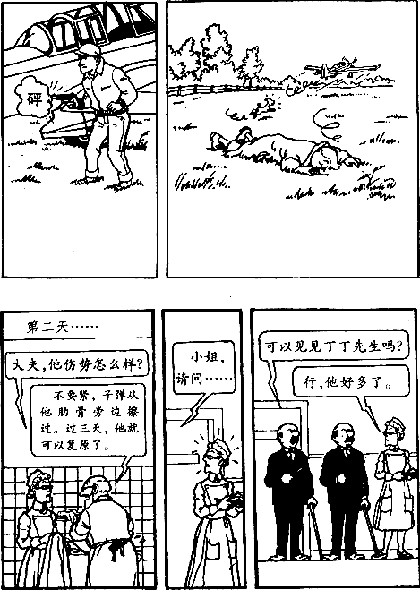 砰
第二天……
大夫，他伤势怎么样？
不要紧，子弹从
他肋骨旁边擦
过。过三天，他就
可以复原了。
小姐，
请问……
可以见见丁丁先生吗？
行，他好多了。